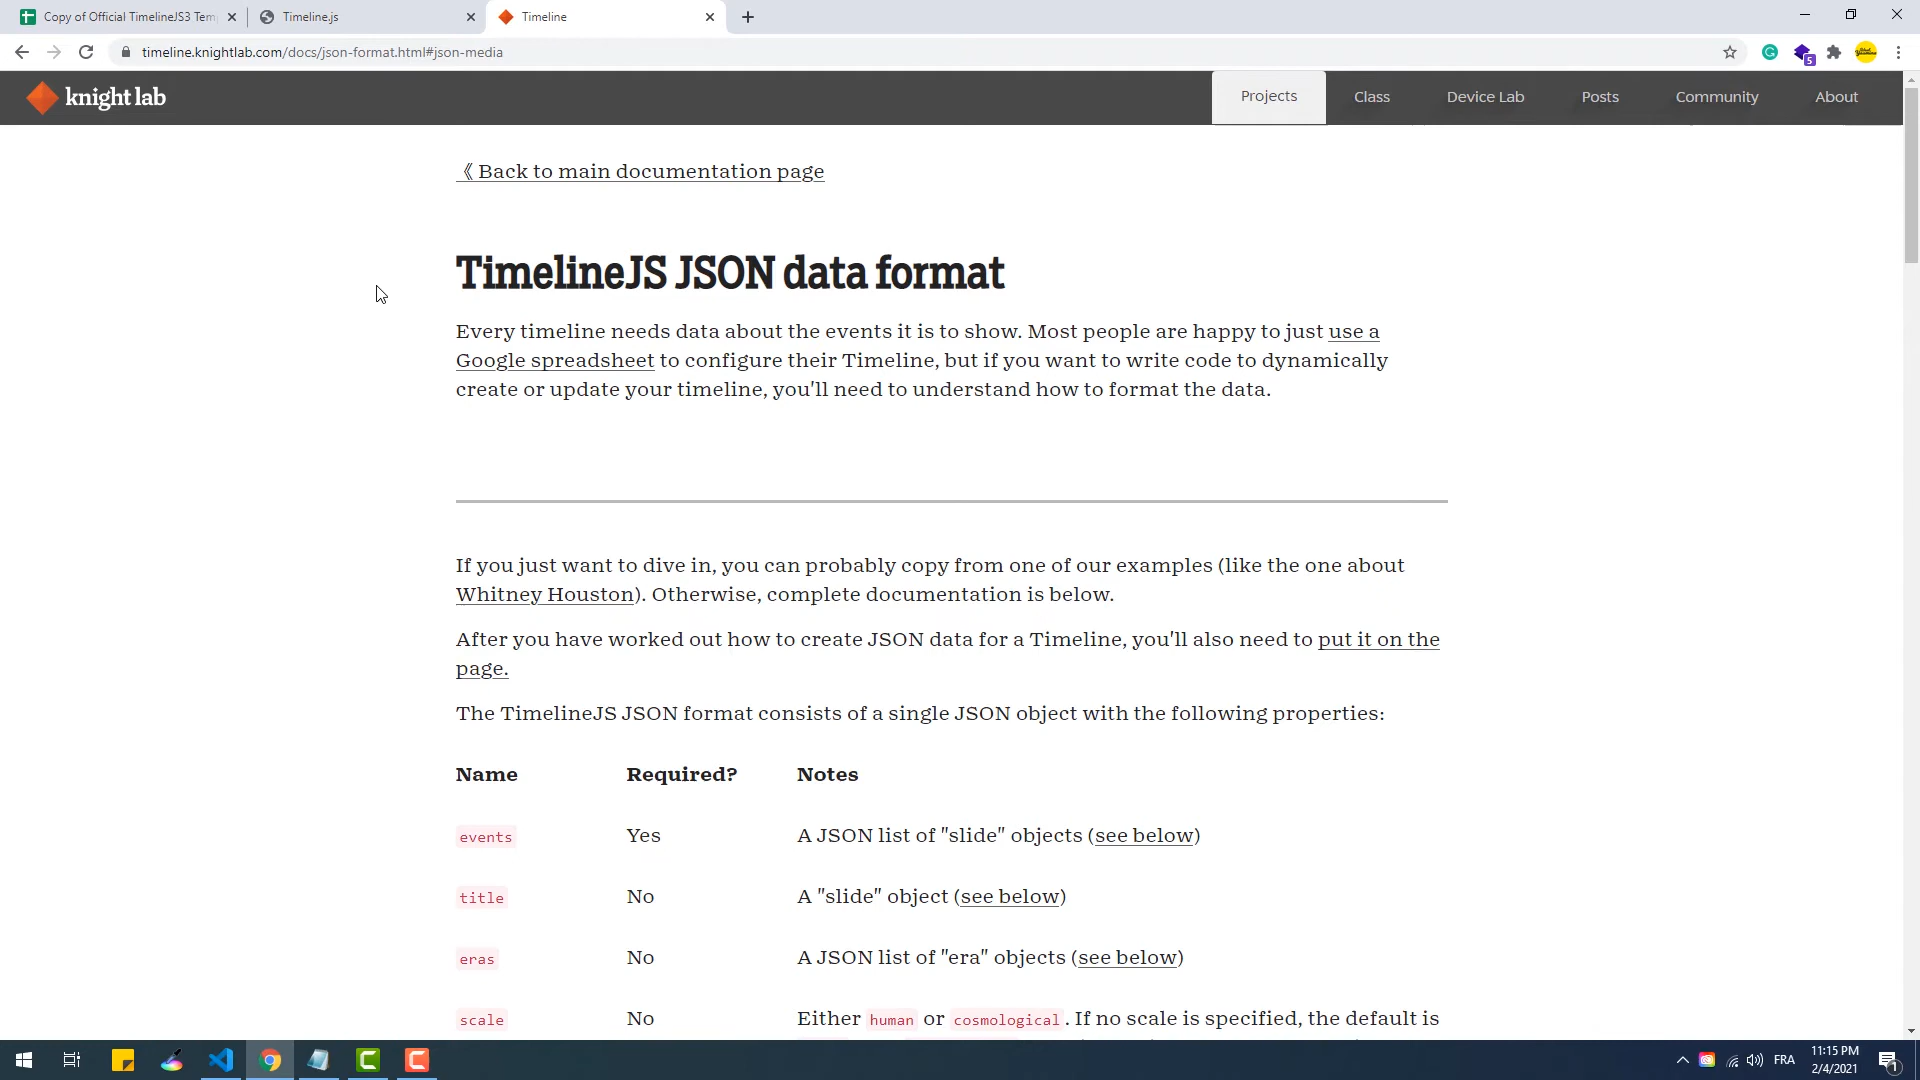 Copy of Official TimelineJS3 Tem
Timeline.js
Timeline
timeline.knightlab.com/docs/json-format.html#json-media
5
knight lab
Projects
Class
Device Lab
Posts
Community
About
《 Back to main documentation page
TimelineJS JSON data format
Every timeline needs data about the events it is to show. Most people are happy to just use a
Google spreadsheet to configure their Timeline, but if you want to write code to dynamically
create or update your timeline, you'll need to understand how to format the data.
If you just want to dive in, you can probably copy from one of our examples (like the one about
Whitney Houston). Otherwise, complete documentation is below.
After you have worked out how to create JSON data for a Timeline, you'll also need to put it on the
page.
The TimelineJS JSON format consists of a single JSON object with the following properties:
Name Required? Notes
events Yes A JSON list of "slide" objects (see below)
title No A "slide" object (see below)
eras No A JSON list of "era" objects (see below)
scale No Either human or cosmological. If no scale is specified, the default is
FRA
11:15 PM
2/4/2021
1